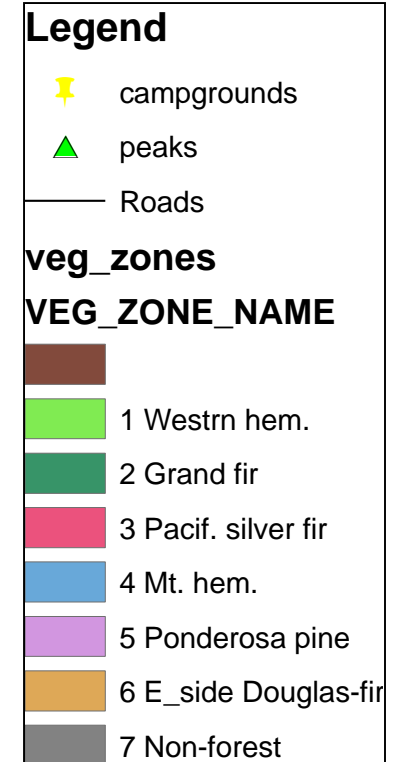 Legend
campgrounds
peaks
Roads
veg_zones
VEG_ZONE_NAME
1 Westrn hem.
2 Grand fir
3 Pacif. silver fir
4 Mt. hem.
5 Ponderosa pine
6 E_side Douglas-fir
7 Non-forest